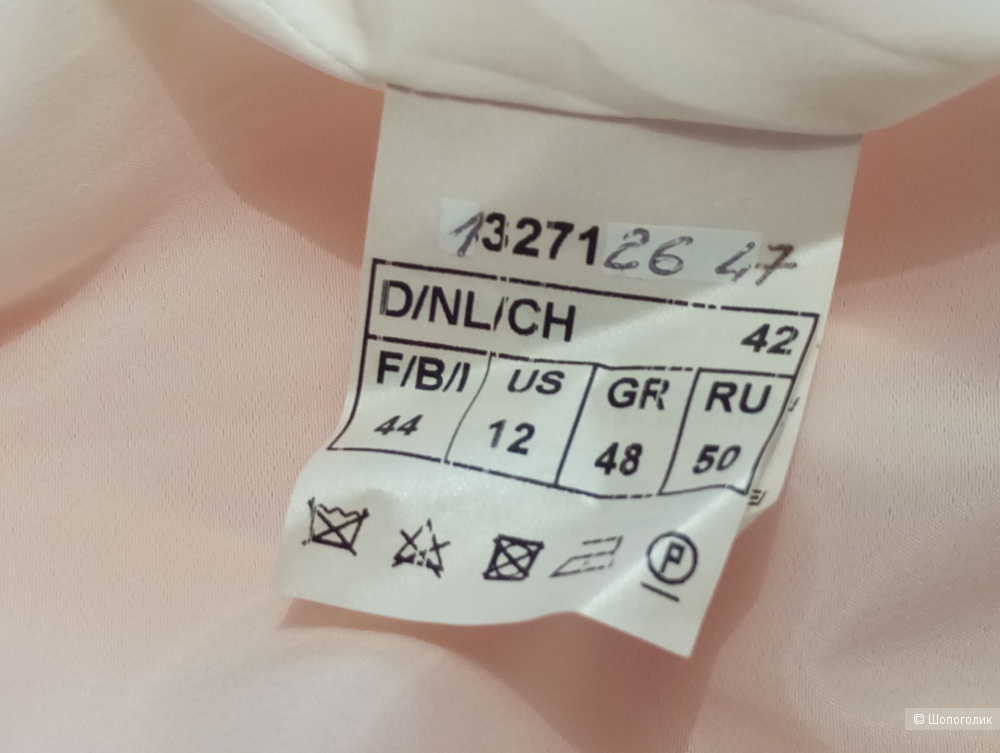 13271 26 47
D/NL/CH 42
F/B/I US GR RU
44 12 48 50
P
© Шопоголик